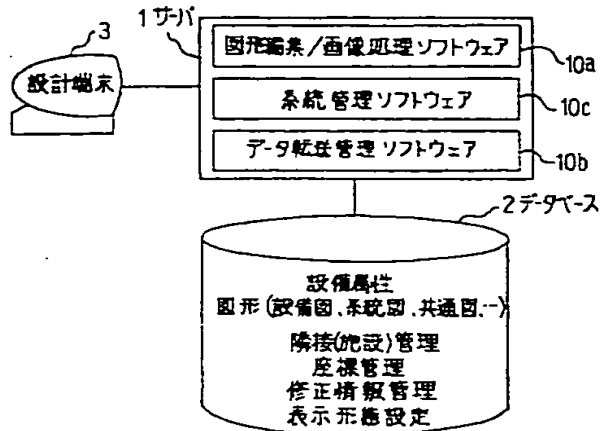 3
1 サーバ
設計端末
図形編集/画像処理ソフトウェア
10a
系統管理ソフトウェア
10c
データ転送管理ソフトウェア
10b
2 データベース
設備属性
図形(設備図、系統図、共通図、…)
隣接(施設)管理
座標管理
修正情報管理
表示形態設定